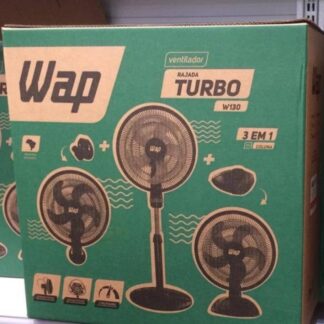 Wap
ventilador
RAJADA
TURBO
W130
3 EM 1
COLUNA
wap